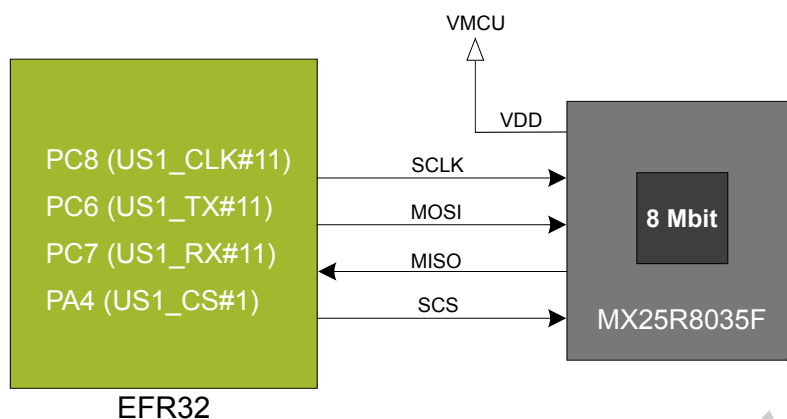 VMCU
VDD
PC8 (US1_CLK#11)
SCLK
PC6 (US1_TX#11)
MOSI
8 Mbit
PC7 (US1_RX#11)
MISO
PA4 (US1_CS#1)
SCS
MX25R8035F
EFR32